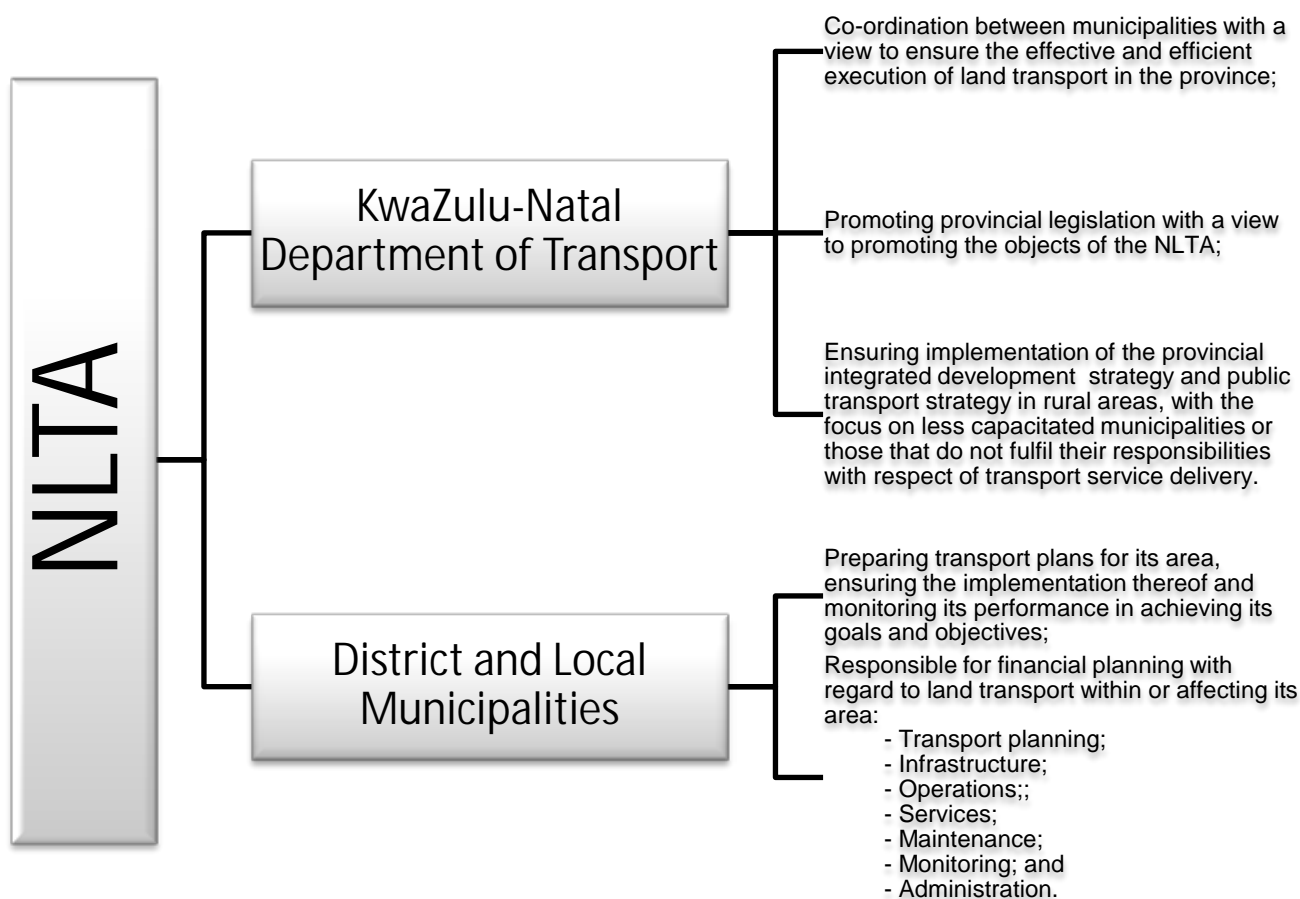 NLTA
KwaZulu-Natal
Department of Transport
Co-ordination between municipalities with a
view to ensure the effective and efficient
execution of land transport in the province;
Promoting provincial legislation with a view
to promoting the objects of the NLTA;
Ensuring implementation of the provincial
integrated development  strategy and public
transport strategy in rural areas, with the
focus on less capacitated municipalities or
those that do not fulfil their responsibilities
with respect of transport service delivery.
District and Local
Municipalities
Preparing transport plans for its area,
ensuring the implementation thereof and
monitoring its performance in achieving its
goals and objectives;
Responsible for financial planning with
regard to land transport within or affecting its
area:
- Transport planning;
- Infrastructure;
- Operations;;
- Services;
- Maintenance;
- Monitoring; and
- Administration.